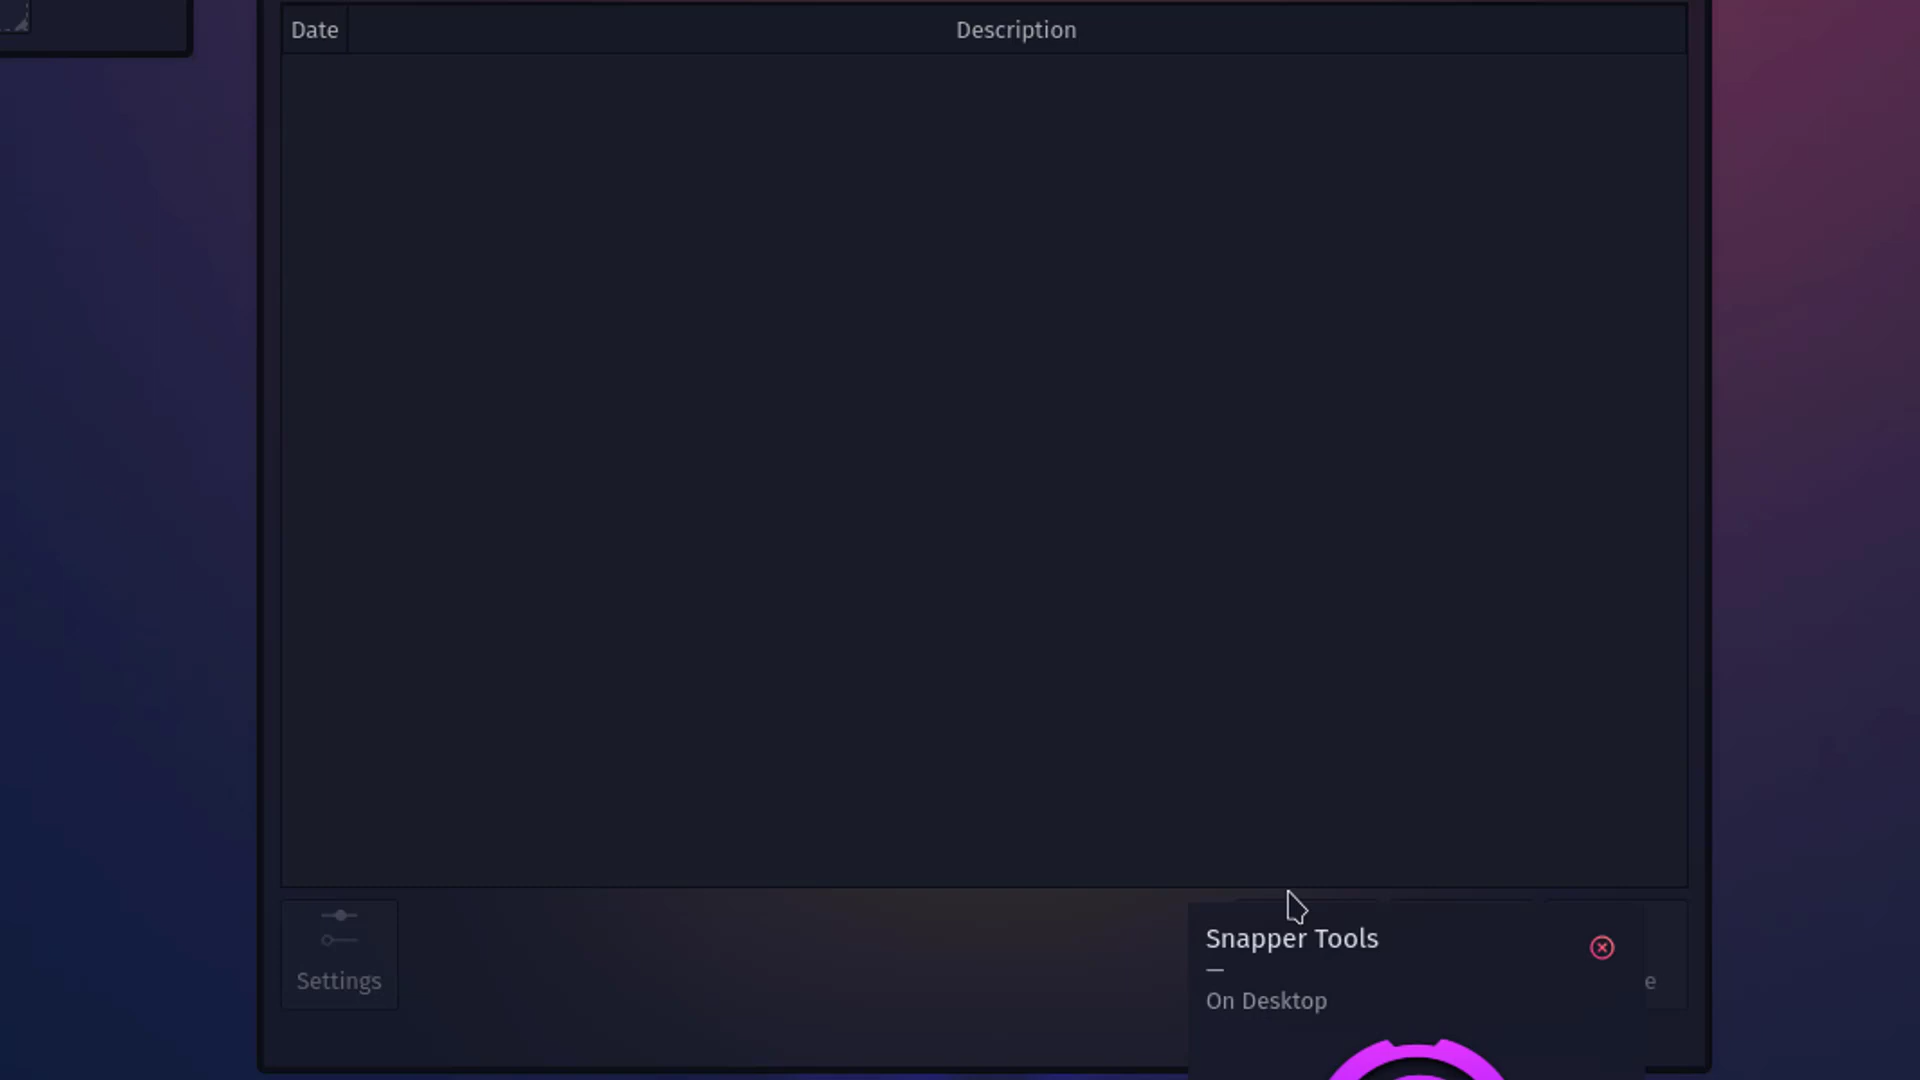 Date
Description
Settings
Snapper Tools
—
On Desktop
e